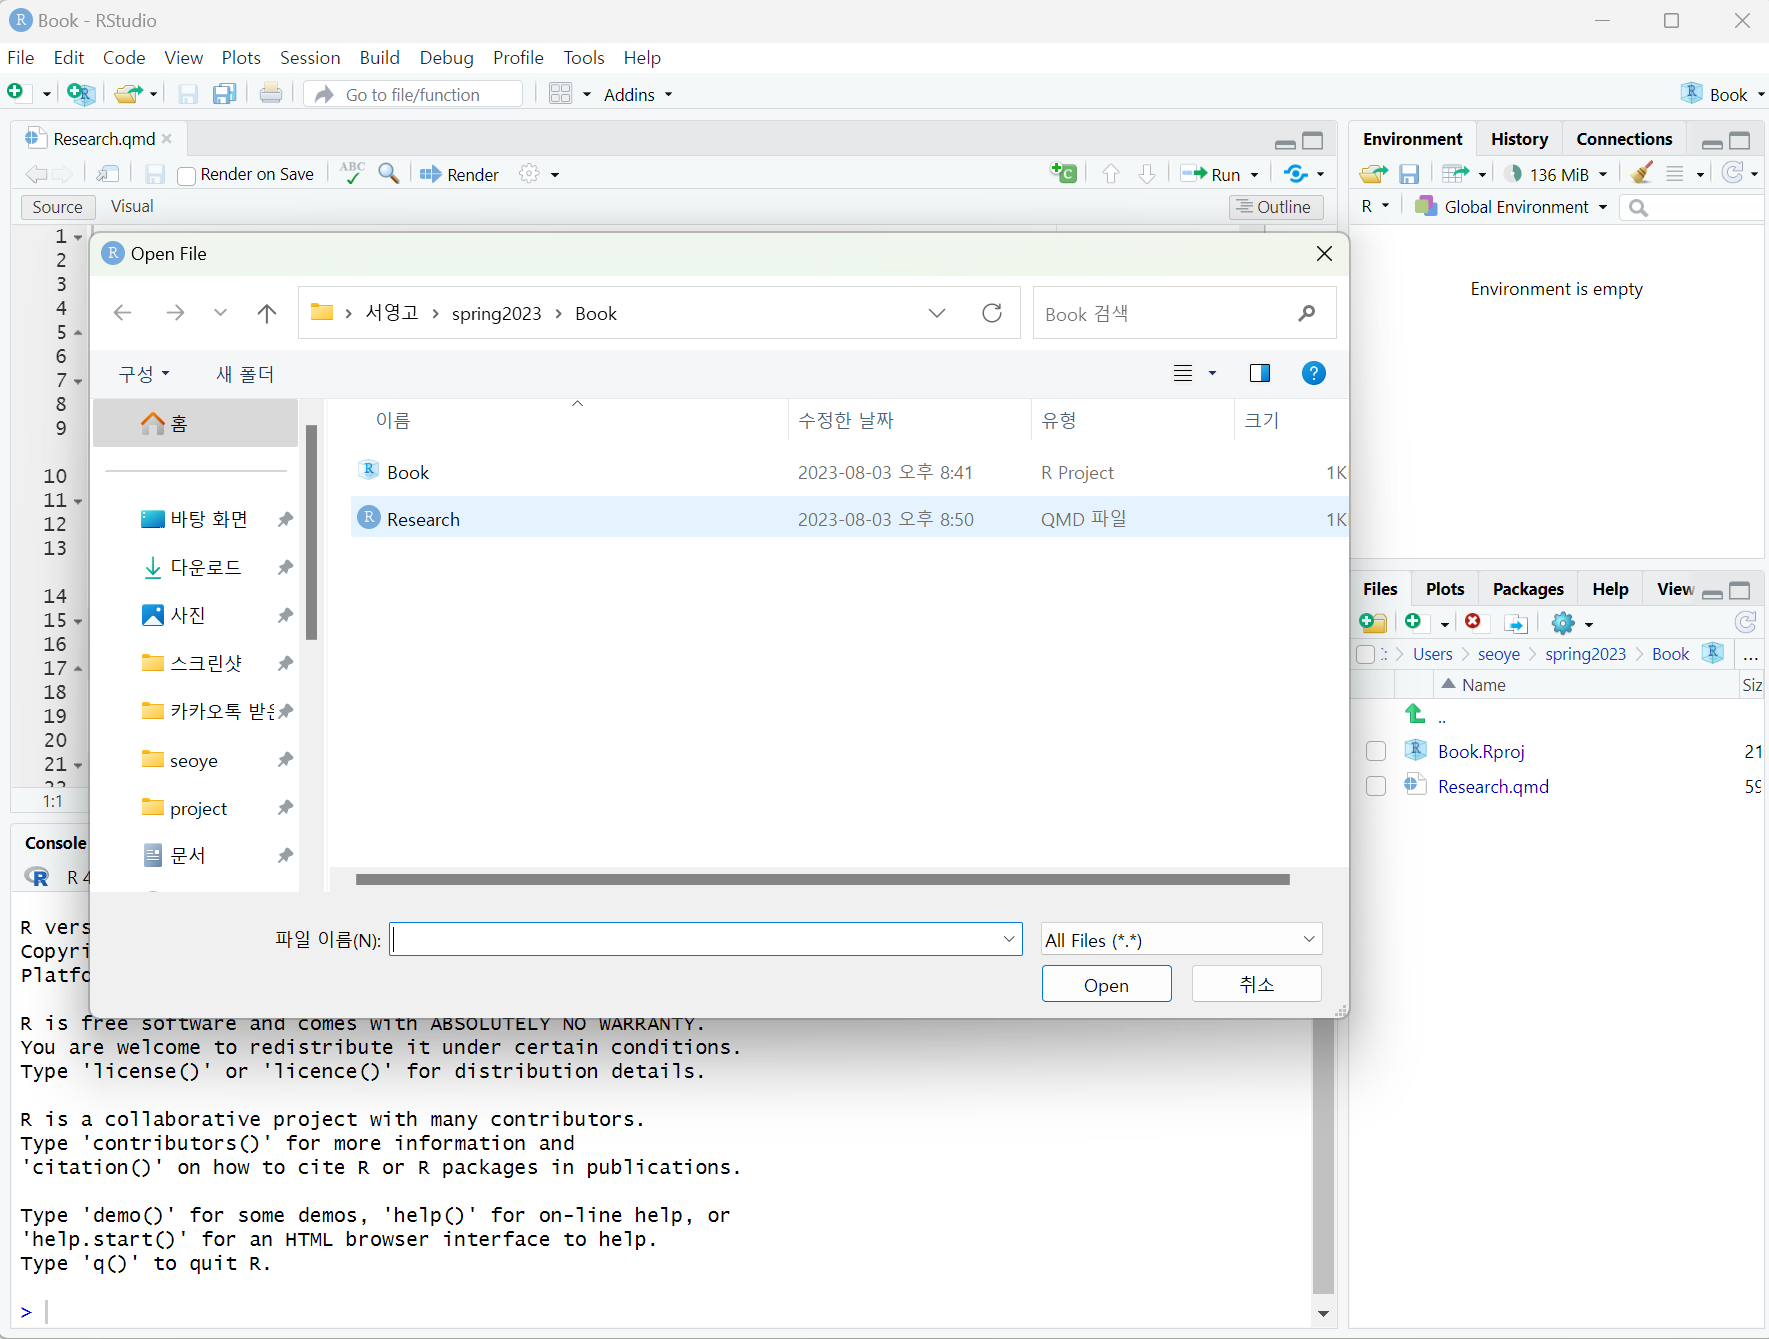 Book - RStudio
File Edit Code View Plots Session Build Debug Profile Tools Help
Go to file/function Addins Book
Research.qmd
Render on Save ABC Render Run
Source Visual Outline
1
2
3
4
5
6
7
8
9
10
11
12
13
14
15
16
17
18
19
20
21
1:1
Open File
서영고 spring2023 Book
Book 검색
구성 새 폴더
홈
바탕 화면
다운로드
사진
스크린샷
카카오톡 받은
seoye
project
문서
이름 수정한 날짜 유형 크기
Book 2023-08-03 오후 8:41 R Project 1K
Research 2023-08-03 오후 8:50 QMD 파일 1K
파일 이름(N): All Files (*.*)
Open 취소
Console
R 4
R vers
Copyri
Platfo
R is free software and comes with ABSOLUTELY NO WARRANTY.
You are welcome to redistribute it under certain conditions.
Type 'license()' or 'licence()' for distribution details.
R is a collaborative project with many contributors.
Type 'contributors()' for more information and
'citation()' on how to cite R or R packages in publications.
Type 'demo()' for some demos, 'help()' for on-line help, or
'help.start()' for an HTML browser interface to help.
Type 'q()' to quit R.
>
Environment History Connections
136 MiB
R Global Environment
Environment is empty
Files Plots Packages Help View
Users seoye spring2023 Book ...
Name Siz
..
Book.Rproj 21
Research.qmd 59